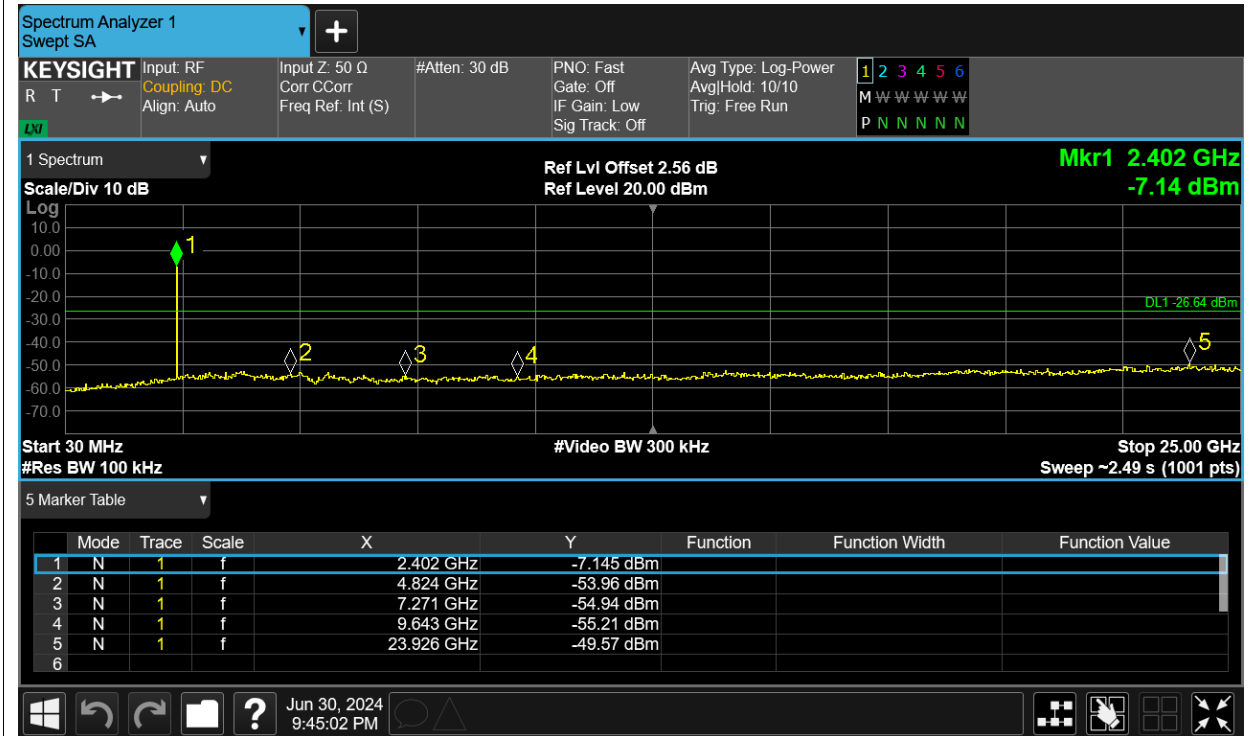 Spectrum Analyzer 1
Swept SA
+
KEYSIGHT Input: RF Input Z: 50 Ω #Atten: 30 dB PNO: Fast Avg Type: Log-Power 1 2 3 4 5 6
R T Coupling: DC Corr CCorr Gate: Off Avg|Hold: 10/10 M W W W W W W
Align: Auto Freq Ref: Int (S) IF Gain: Low Trig: Free Run
LXI Sig Track: Off P N N N N N N
1 Spectrum
Ref Lvl Offset 2.56 dB Mkr1 2.402 GHz
Scale/Div 10 dB Ref Level 20.00 dBm -7.14 dBm
Log
10.0
0.00
-10.0
-20.0
-30.0
-40.0
-50.0
-60.0
-70.0
1
DL1 -26.64 dBm
2
3
4
5
Start 30 MHz #Video BW 300 kHz Stop 25.00 GHz
#Res BW 100 kHz Sweep ~2.49 s (1001 pts)
5 Marker Table
Mode Trace Scale X Y Function Function Width Function Value
1 N 1 f 2.402 GHz -7.145 dBm
2 N 1 f 4.824 GHz -53.96 dBm
3 N 1 f 7.271 GHz -54.94 dBm
4 N 1 f 9.643 GHz -55.21 dBm
5 N 1 f 23.926 GHz -49.57 dBm
6
? Jun 30, 2024
9:45:02 PM